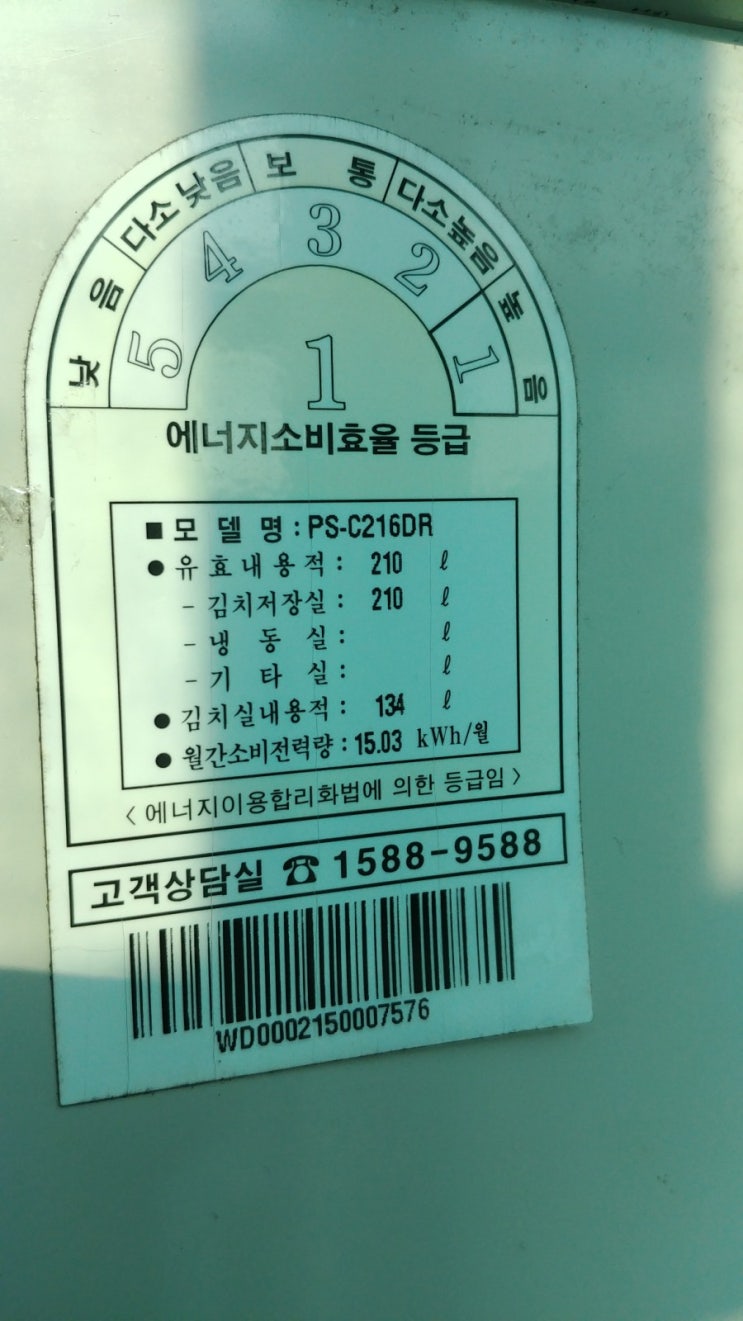 낮음 다소낮음 보통 다소높음 높음
5 4 3 2 1
1
에너지소비효율 등급
■ 모델명 : PS-C216DR
● 유효내용적 : 210 ℓ
- 김치저장실 : 210 ℓ
- 냉동실 : ℓ
- 기타실 : ℓ
● 김치실내용적 : 134 ℓ
● 월간소비전력량 : 15.03 kWh/월
< 에너지이용합리화법에 의한 등급임 >
고객상담실 ☎ 1588-9588
WD0002150007576